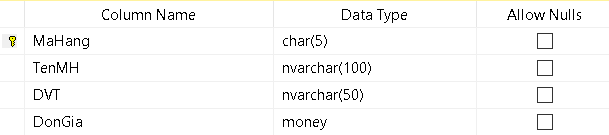 Column Name Data Type Allow Nulls
MaHang char(5)
TenMH nvarchar(100)
DVT nvarchar(50)
DonGia money